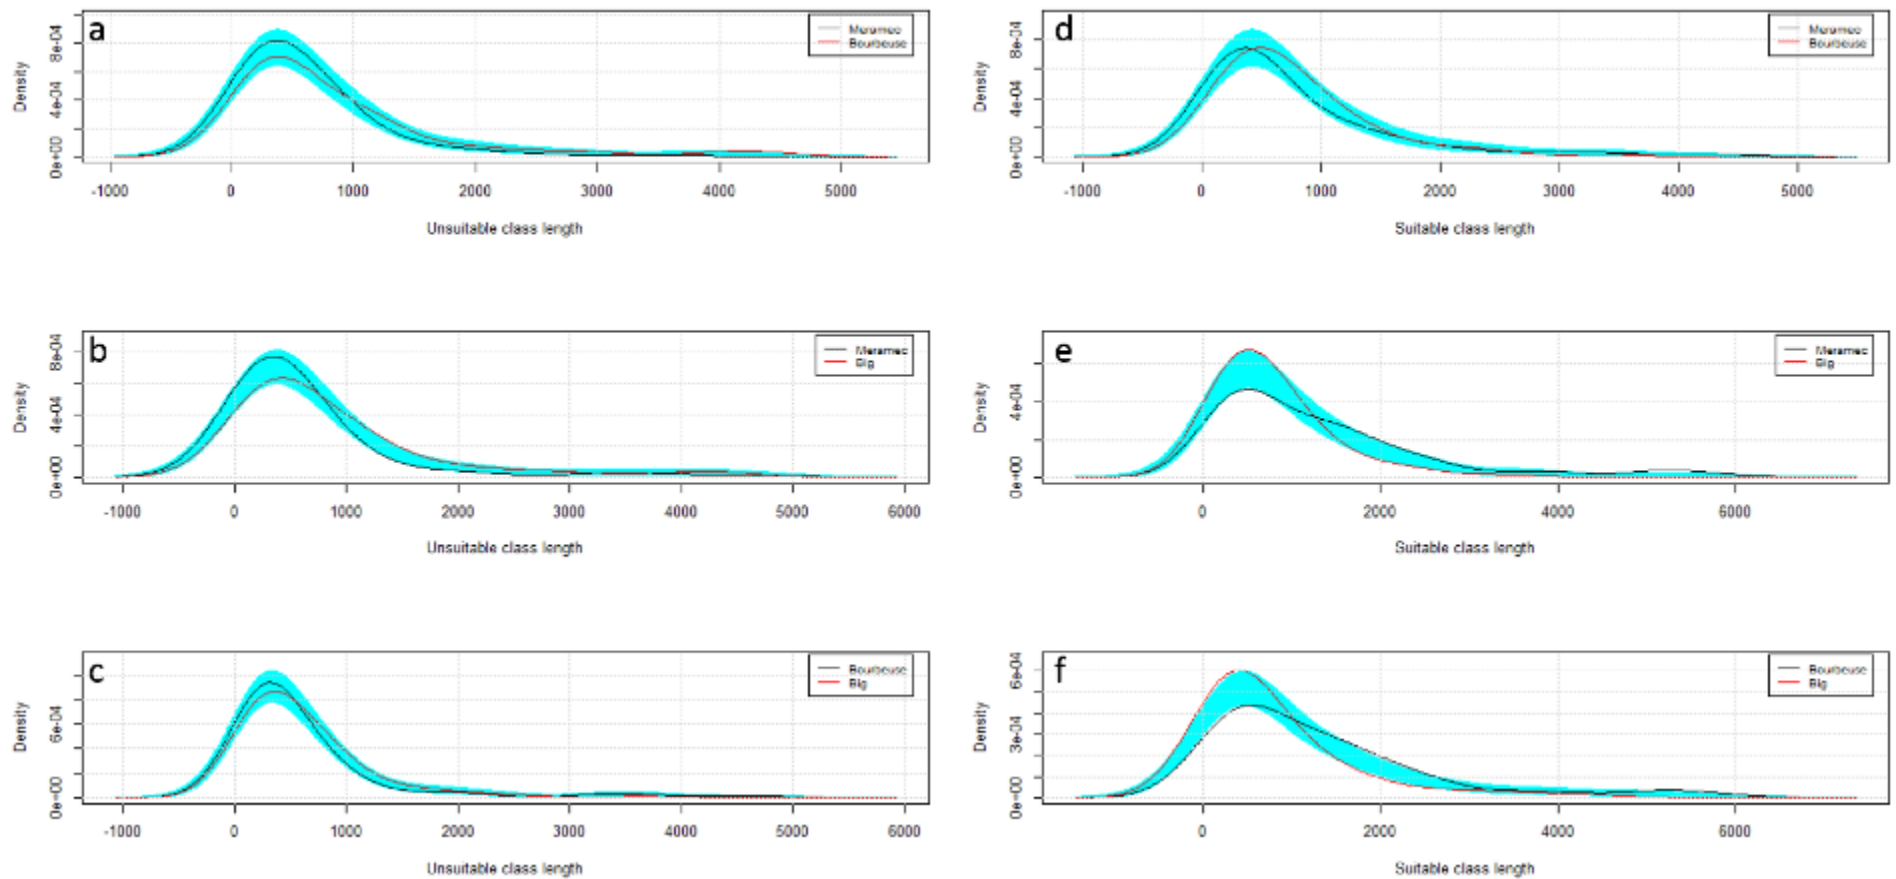 a
Meramec
Bourbeuse
Density
0e+00 4e-04 8e-04
-1000 0 1000 2000 3000 4000 5000
Unsuitable class length
d
Meramec
Bourbeuse
Density
0e+00 4e-04 8e-04
-1000 0 1000 2000 3000 4000 5000
Suitable class length
b
Meramec
Big
Density
0e+00 4e-04 8e-04
-1000 0 1000 2000 3000 4000 5000 6000
Unsuitable class length
e
Meramec
Big
Density
0e+00 4e-04
0 2000 4000 6000
Suitable class length
c
Bourbeuse
Big
Density
0e+00 6e-04
-1000 0 1000 2000 3000 4000 5000 6000
Unsuitable class length
f
Bourbeuse
Big
Density
0e+00 3e-04 6e-04
0 2000 4000 6000
Suitable class length